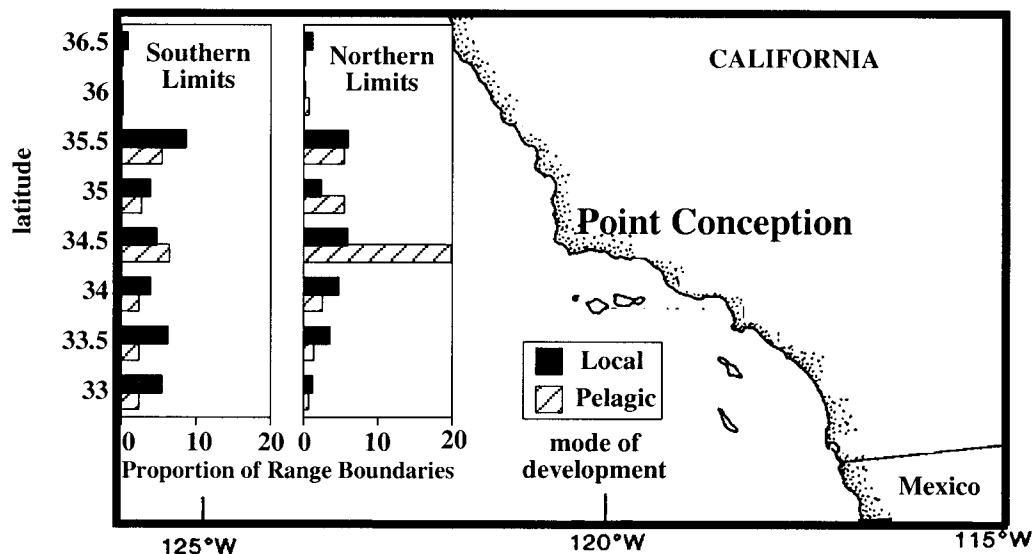 36.5
36
35.5
35
34.5
34
33.5
33
latitude
Southern
Limits
Northern
Limits
0 10 20
0 10 20
Proportion of Range Boundaries
CALIFORNIA
Point Conception
Local
Pelagic
mode of
development
Mexico
125°W
120°W
115°W